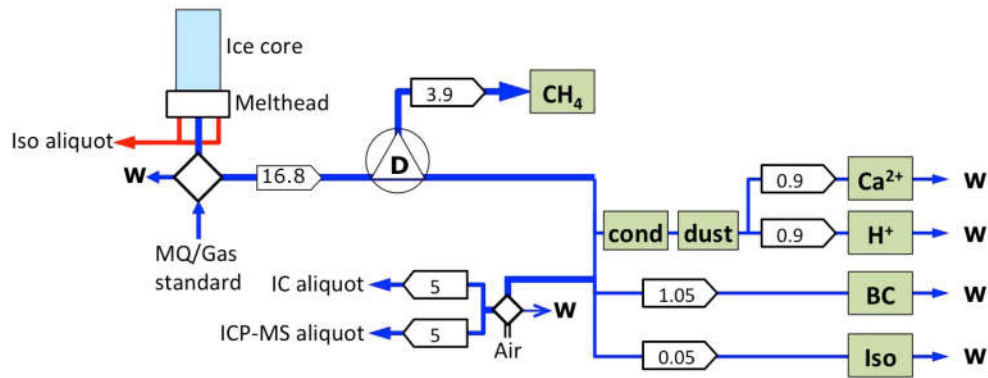 Ice core
Melthead
Iso aliquot
W
MQ/Gas
standard
16.8
D
3.9
CH₄
cond
dust
0.9
Ca²⁺
W
0.9
H⁺
W
IC aliquot
5
ICP-MS aliquot
5
Air
W
1.05
BC
W
0.05
Iso
W